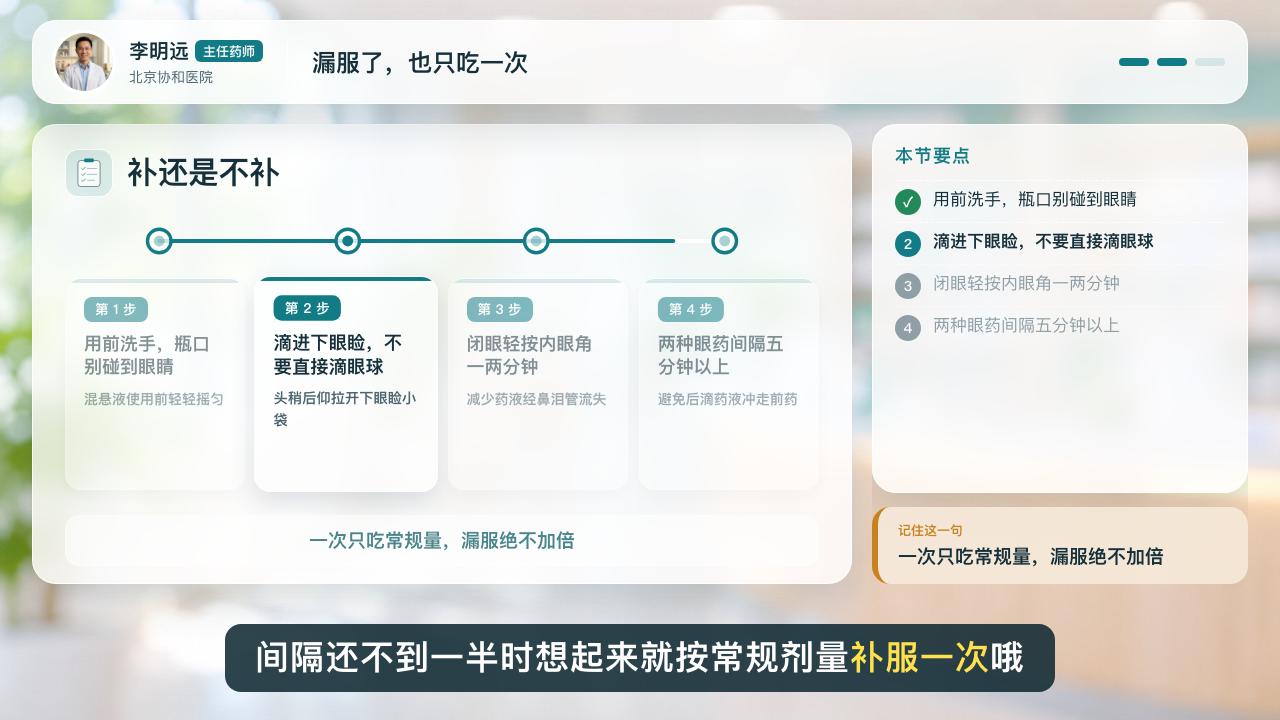 李明远 主任药师
北京协和医院
漏服了，也只吃一次
补还是不补
第 1 步
用前洗手，瓶口
别碰到眼睛
混悬液使用前轻轻摇匀
第 2 步
滴进下眼睑，不
要直接滴眼球
头稍后仰拉开下眼睑小
袋
第 3 步
闭眼轻按内眼角
一两分钟
减少药液经鼻泪管流失
第 4 步
两种眼药间隔五
分钟以上
避免后滴药液冲走前药
一次只吃常规量，漏服绝不加倍
本节要点
用前洗手，瓶口别碰到眼睛
2 滴进下眼睑，不要直接滴眼球
3 闭眼轻按内眼角一两分钟
4 两种眼药间隔五分钟以上
记住这一句
一次只吃常规量，漏服绝不加倍
间隔还不到一半时想起来就按常规剂量补服一次哦